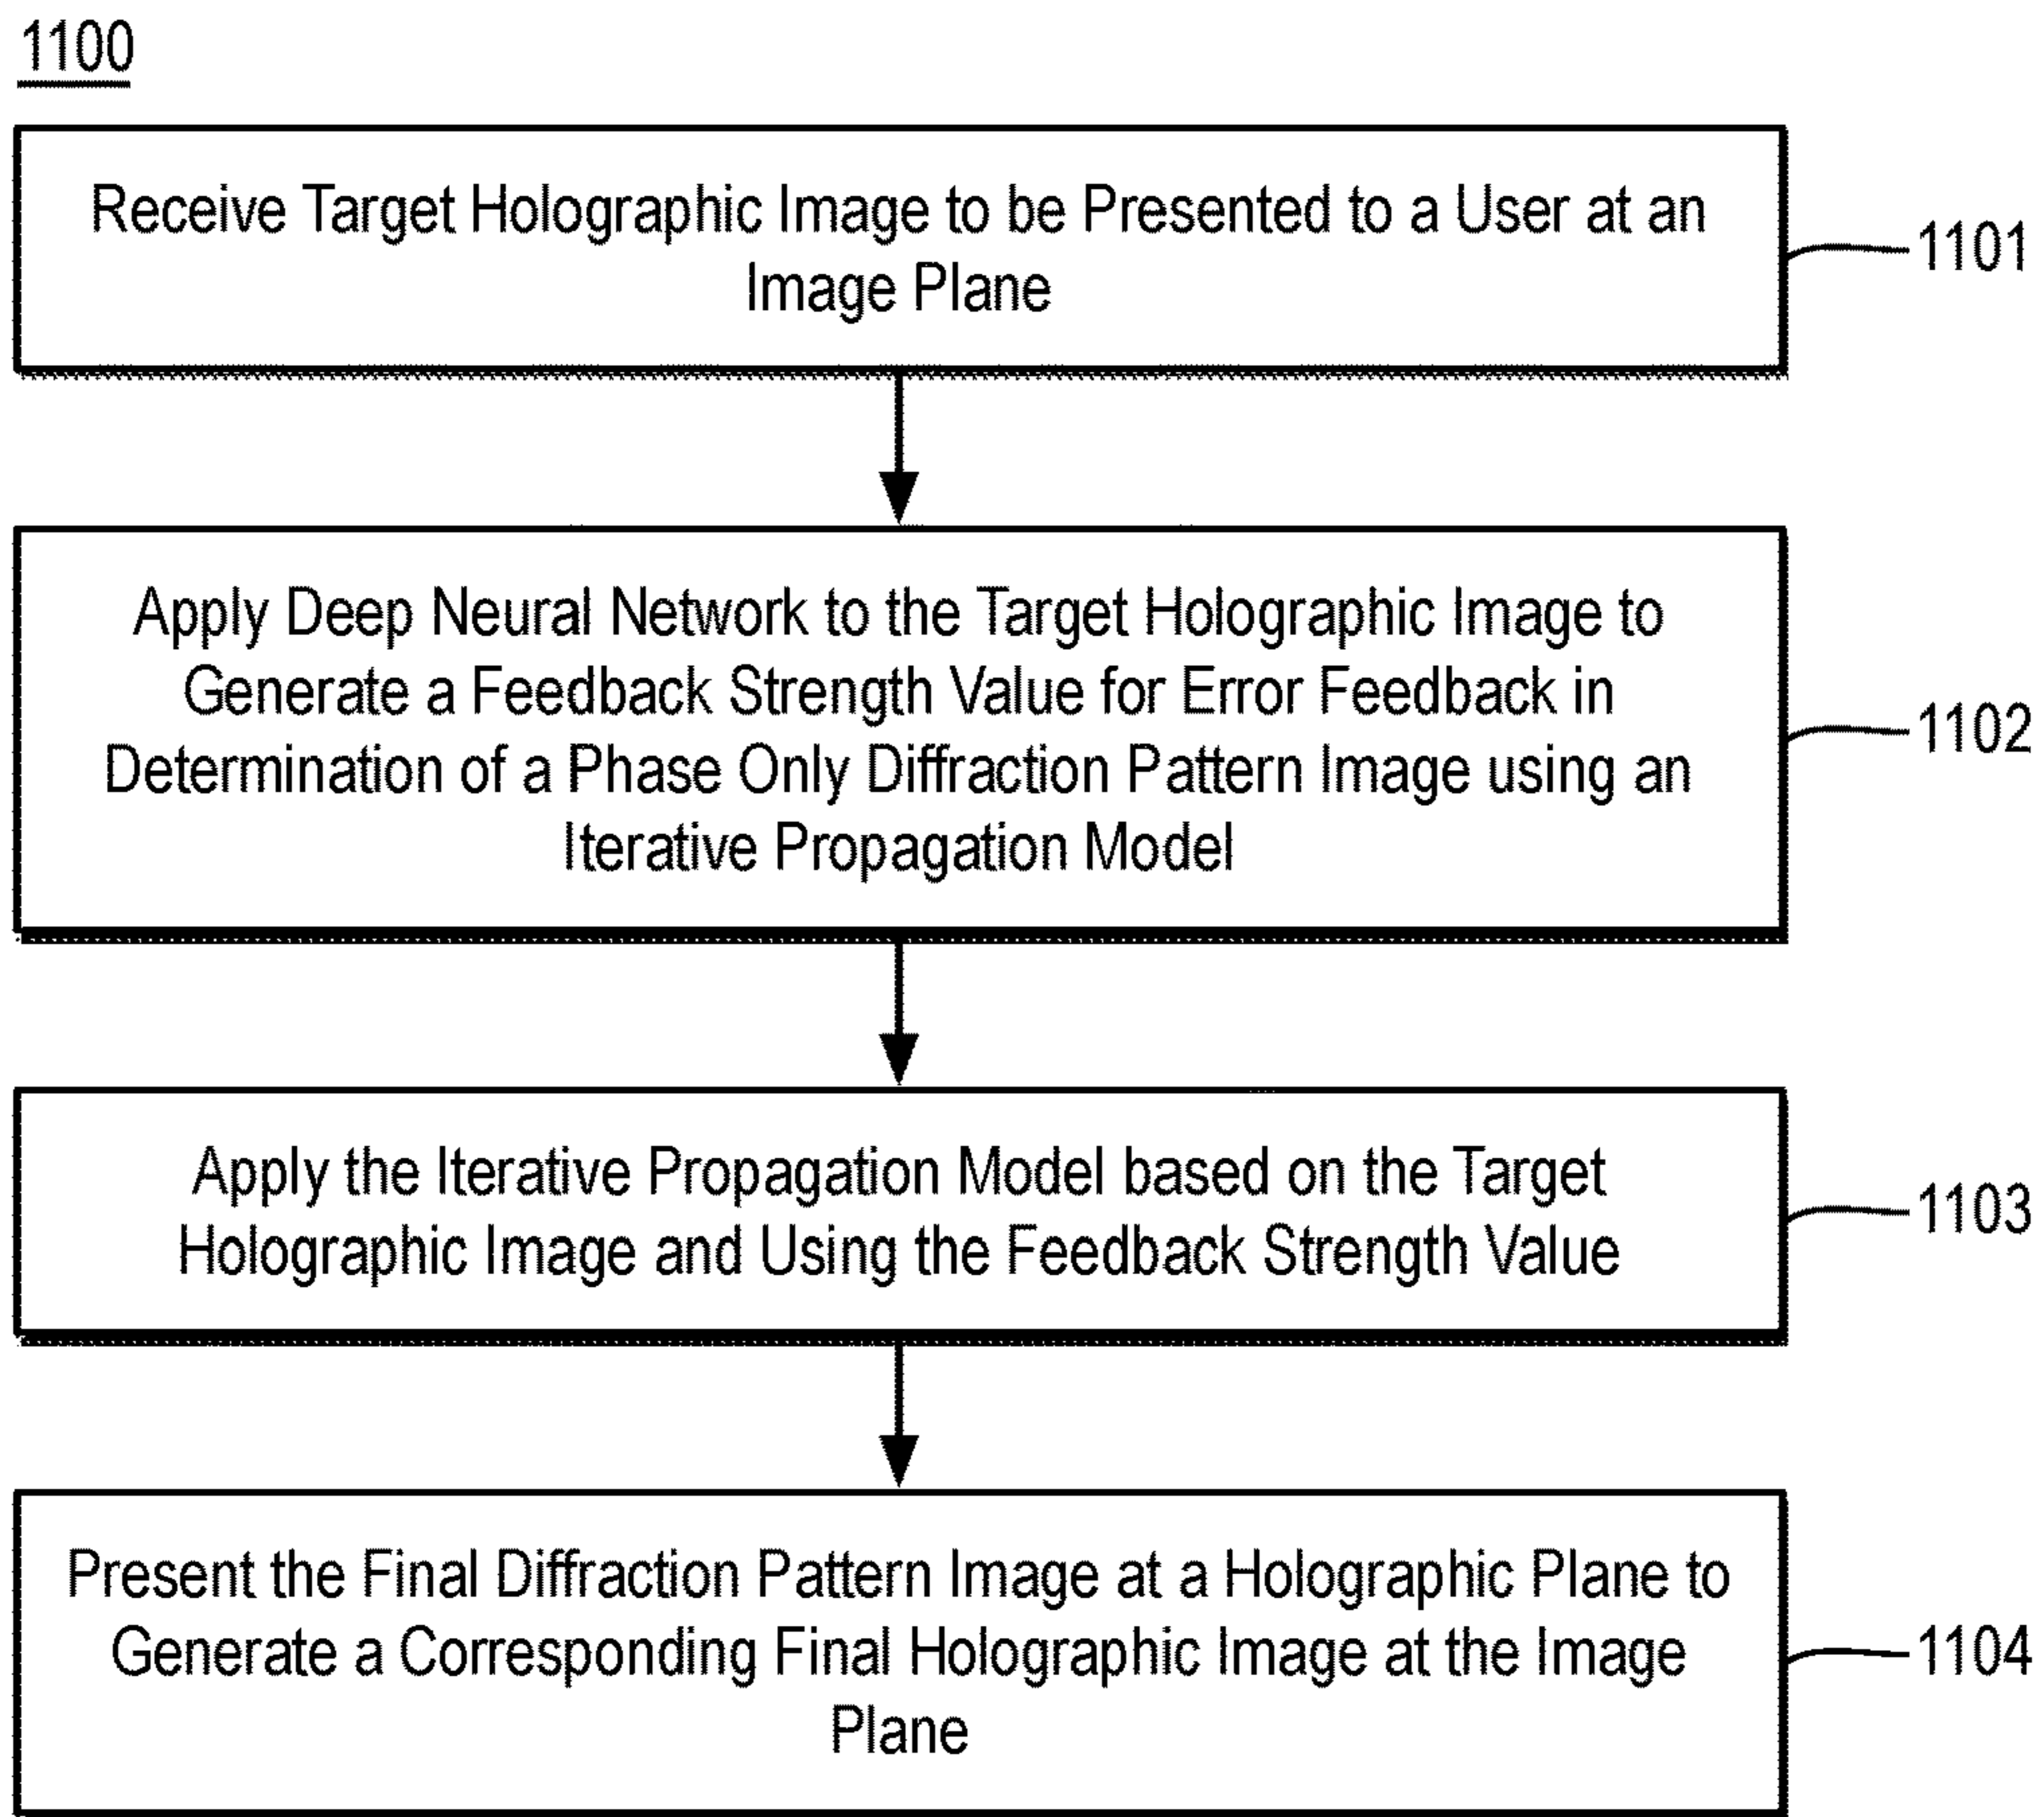 1100
Receive Target Holographic Image to be Presented to a User at an
Image Plane
1101
Apply Deep Neural Network to the Target Holographic Image to
Generate a Feedback Strength Value for Error Feedback in
Determination of a Phase Only Diffraction Pattern Image using an
Iterative Propagation Model
1102
Apply the Iterative Propagation Model based on the Target
Holographic Image and Using the Feedback Strength Value
1103
Present the Final Diffraction Pattern Image at a Holographic Plane to
Generate a Corresponding Final Holographic Image at the Image
Plane
1104